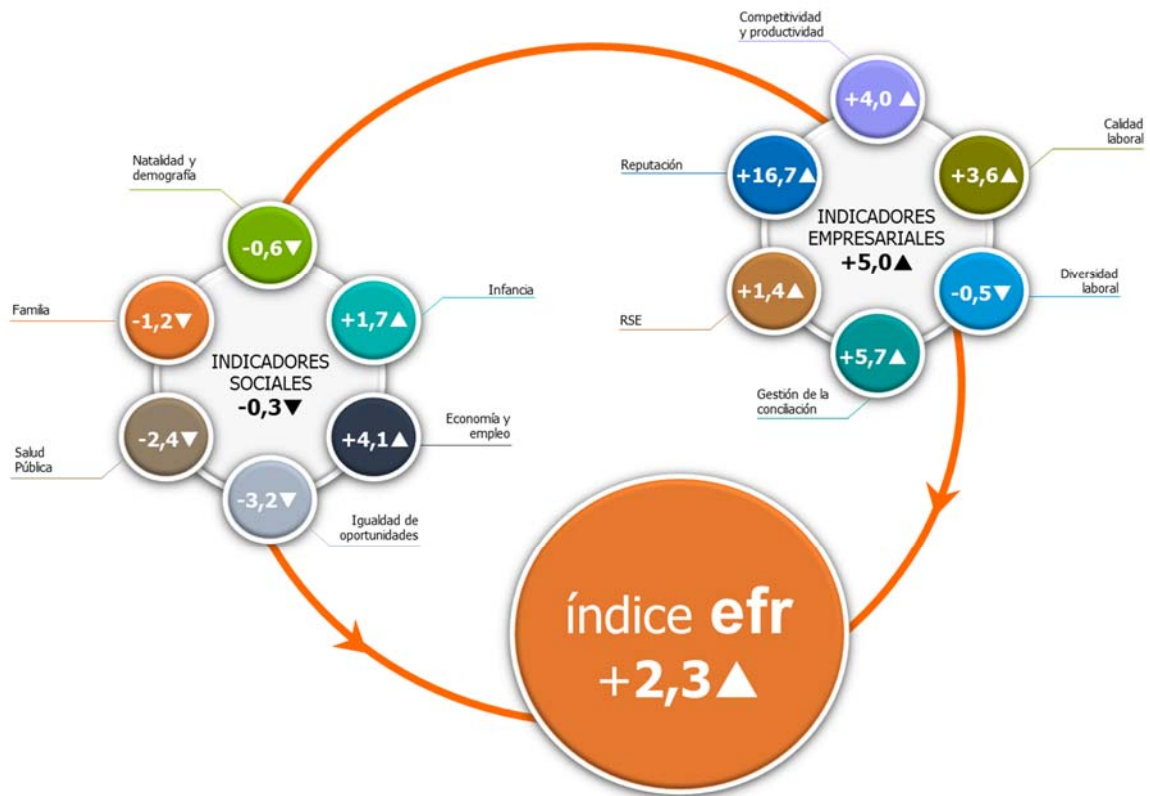 Competitividad
y productividad
+4,0 ▲
Calidad
laboral
+3,6 ▲
Reputación
+16,7 ▲
INDICADORES
EMPRESARIALES
+5,0 ▲
Diversidad
laboral
-0,5 ▼
RSE
+1,4 ▲
Gestión de la
conciliación
+5,7 ▲
Natalidad y
demografía
-0,6 ▼
Infancia
+1,7 ▲
Familia
-1,2 ▼
INDICADORES
SOCIALES
-0,3 ▼
Economía y
empleo
+4,1 ▲
Salud
Pública
-2,4 ▼
Igualdad de
oportunidades
-3,2 ▼
índice efr
+2,3 ▲